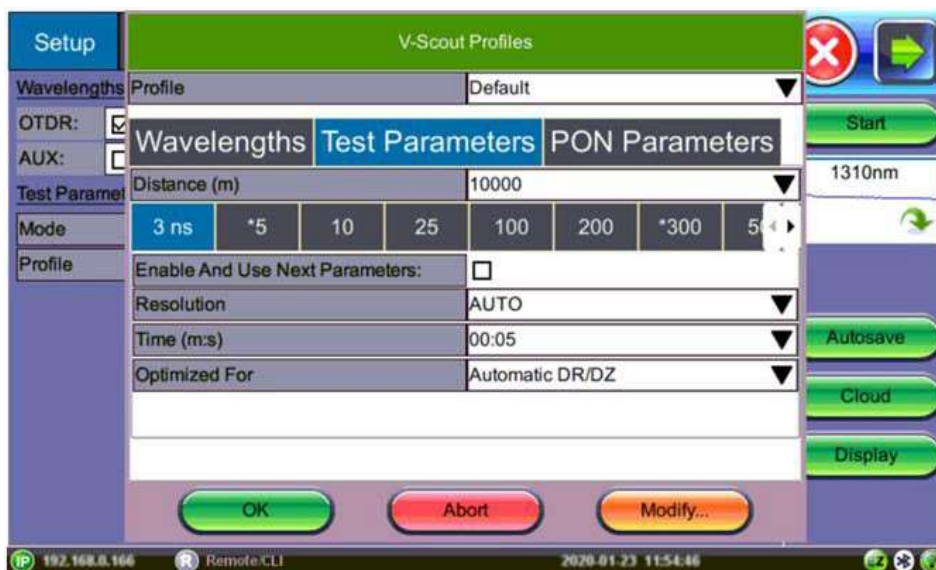 Setup
V-Scout Profiles
Wavelengths
Profile
Default
OTDR:
Wavelengths
Test Parameters
PON Parameters
Start
AUX:
1310nm
Distance (m)
10000
Mode
3 ns
*5
10
25
100
200
*300
Profile
Enable And Use Next Parameters:
Resolution
AUTO
Time (m:s)
00:05
Autosave
Optimized For
Automatic DR/DZ
Cloud
Display
OK
Abort
Modify...
IP 192.168.0.166
R Remote/CLI
2020-01-23 11:54:46